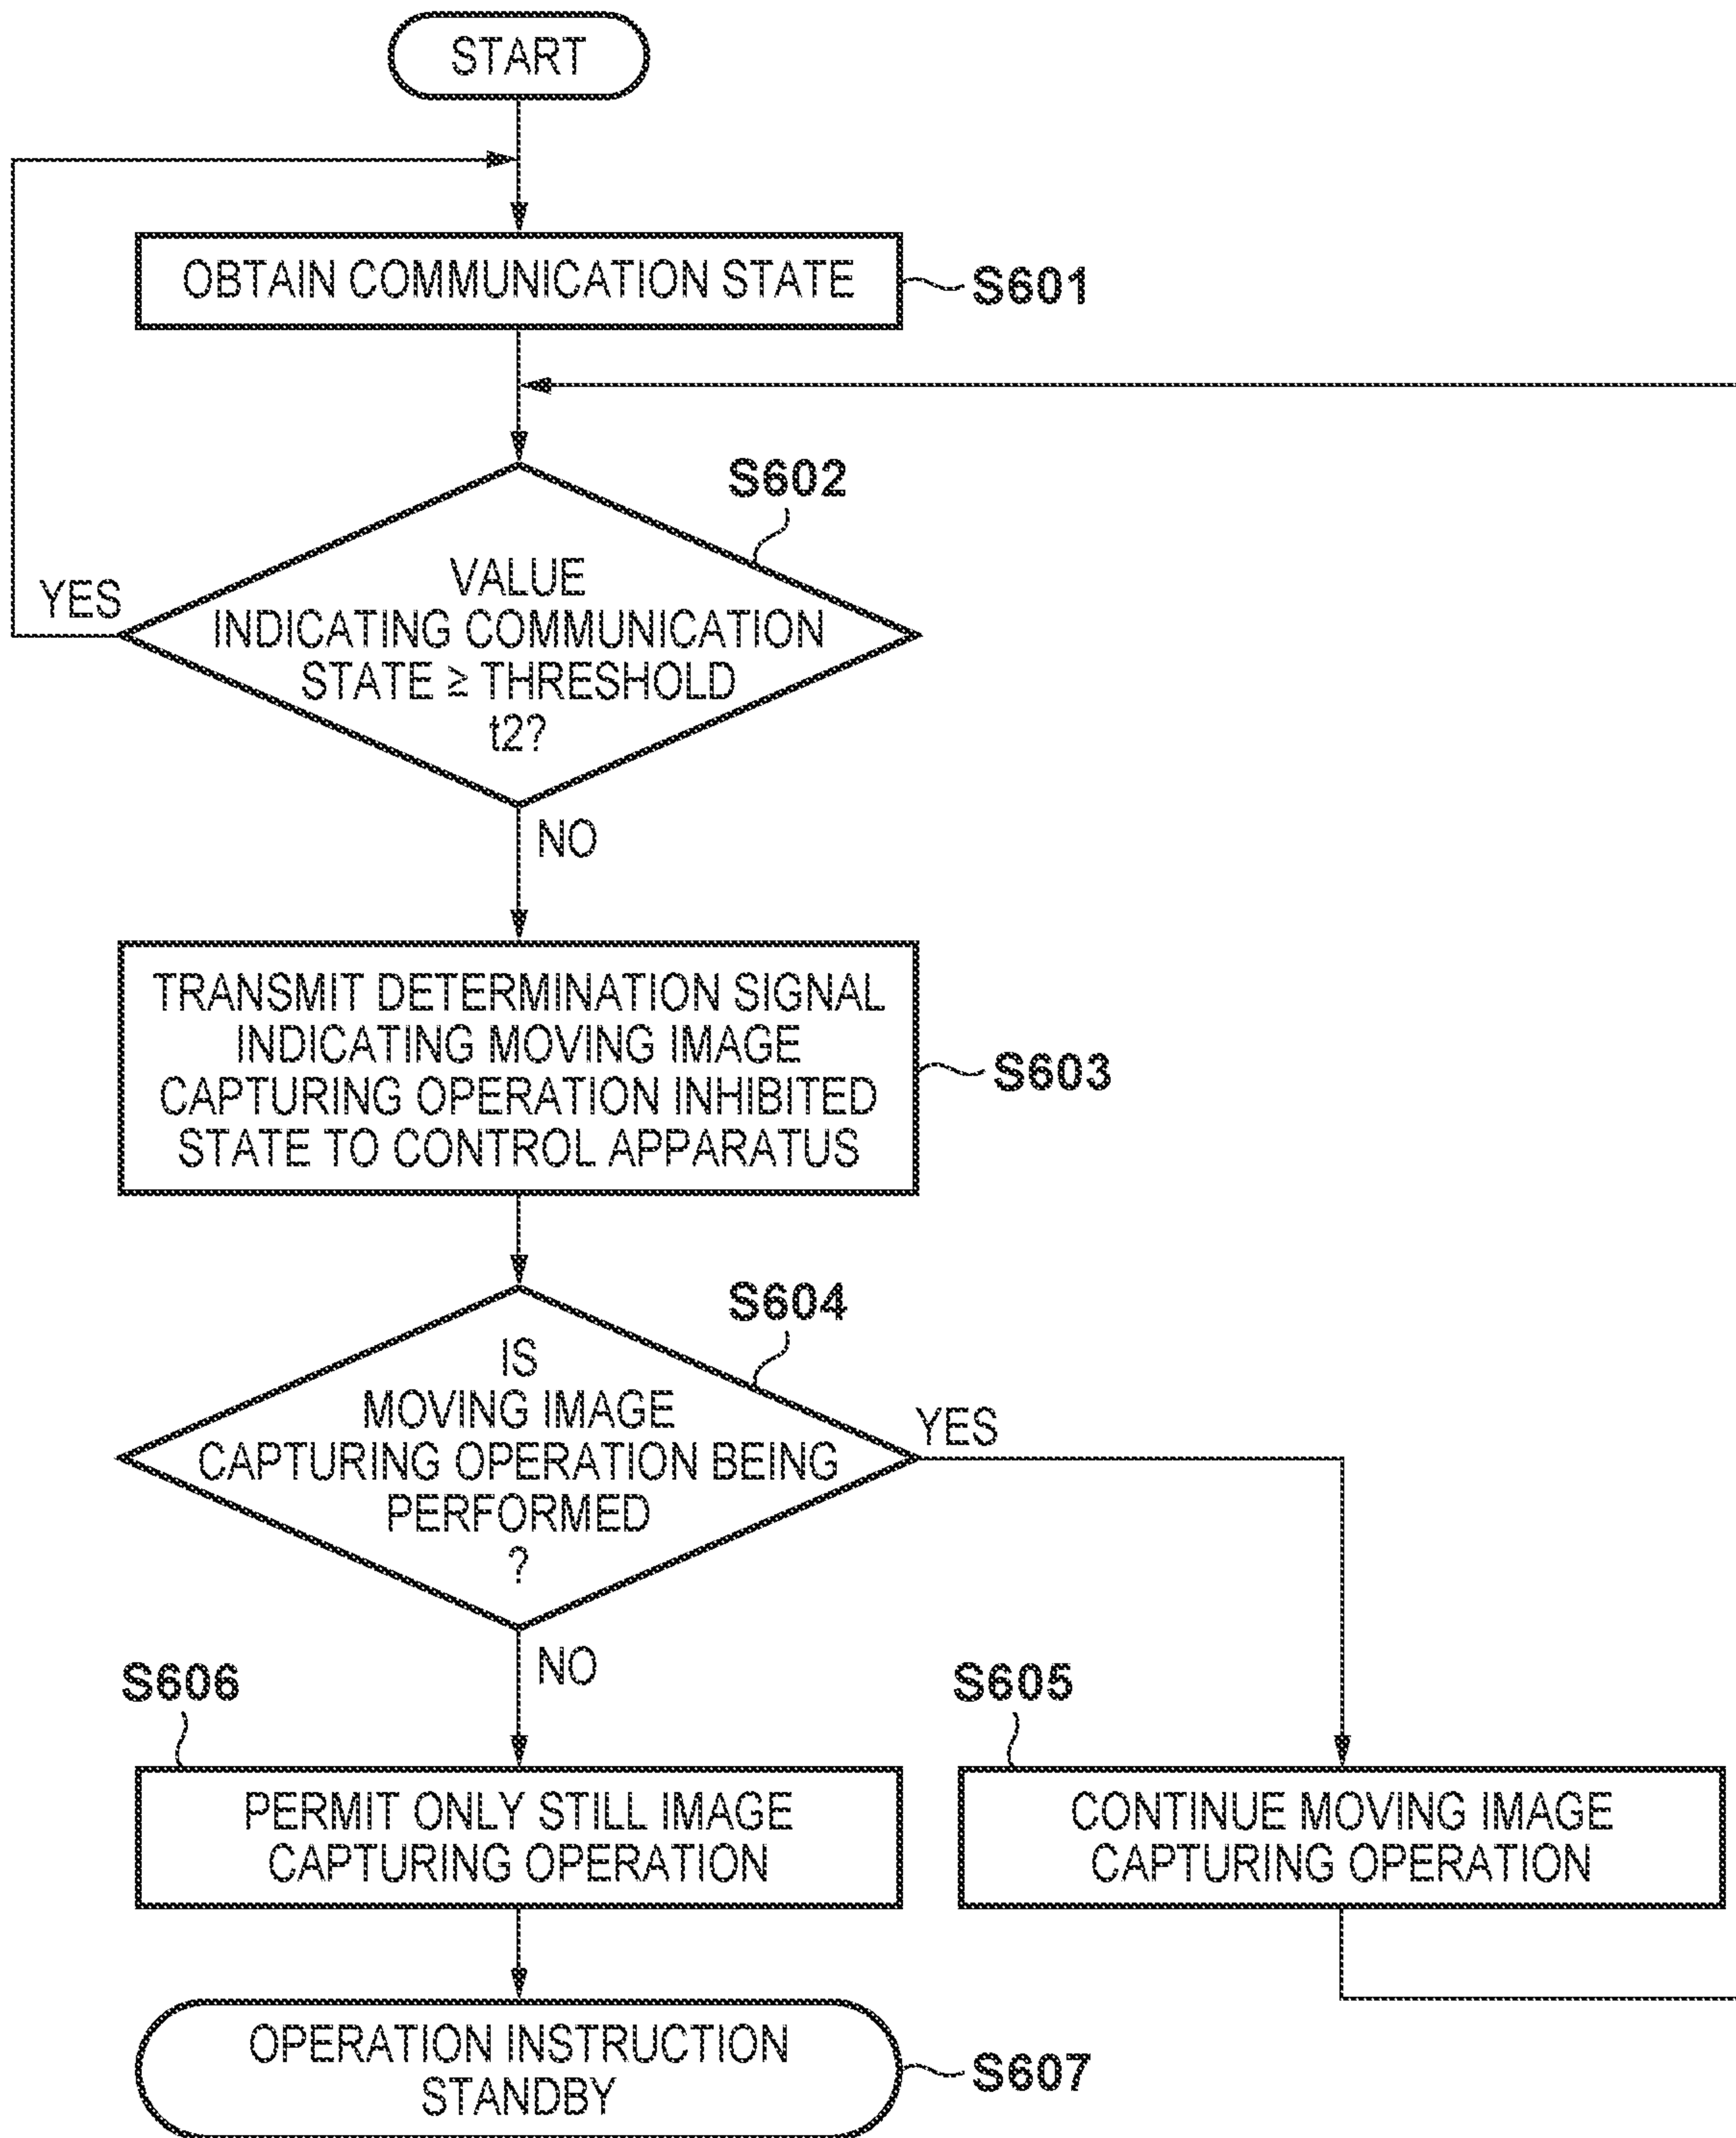 START
OBTAIN COMMUNICATION STATE
S601
S602
VALUE
INDICATING COMMUNICATION
STATE ≥ THRESHOLD
t2?
YES
NO
TRANSMIT DETERMINATION SIGNAL
INDICATING MOVING IMAGE
CAPTURING OPERATION INHIBITED
STATE TO CONTROL APPARATUS
S603
S604
IS
MOVING IMAGE
CAPTURING OPERATION BEING
PERFORMED
?
YES
NO
S606
PERMIT ONLY STILL IMAGE
CAPTURING OPERATION
S605
CONTINUE MOVING IMAGE
CAPTURING OPERATION
OPERATION INSTRUCTION
STANDBY
S607